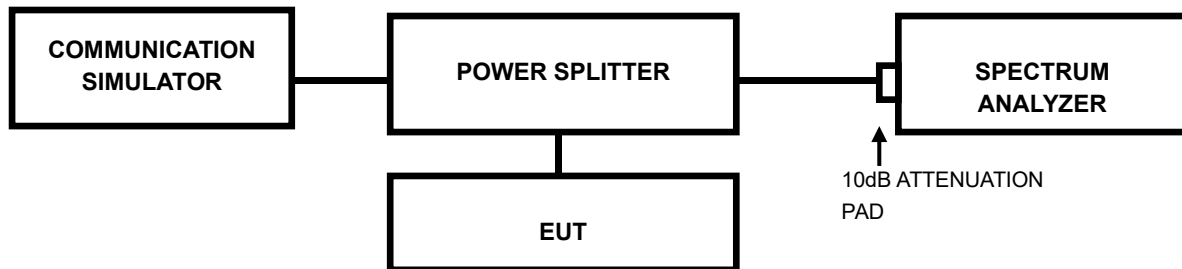 COMMUNICATION
SIMULATOR
POWER SPLITTER
SPECTRUM
ANALYZER
10dB ATTENUATION
PAD
EUT